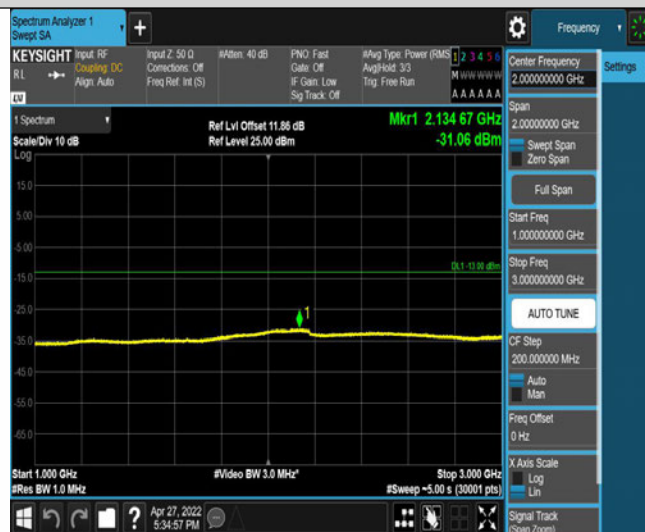 Spectrum Analyzer 1
Swept SA
+
Frequency
KEYSIGHT
RL
LXI
Input: RF
Coupling: DC
Align: Auto
Input Z: 50 Ω
Corrections: Off
Freq Ref: Int (S)
#Atten: 40 dB
PNO: Fast
Gate: Off
IF Gain: Low
Sig Track: Off
#Avg Type: Power (RMS
Avg|Hold: 3/3
Trig: Free Run
1 2 3 4 5 6
M W W W W W
A A A A A A
1 Spectrum
Scale/Div 10 dB
Log
Ref Lvl Offset 11.86 dB
Ref Level 25.00 dBm
Mkr1 2.134 67 GHz
-31.06 dBm
15.0
5.00
-5.00
-15.0
-25.0
-35.0
-45.0
-55.0
-65.0
DL1 -13.00 dBm
1
Start 1.000 GHz
#Res BW 1.0 MHz
#Video BW 3.0 MHz*
Stop 3.000 GHz
#Sweep ~5.00 s (30001 pts)
?
Apr 27, 2022
5:34:57 PM
Center Frequency
2.000000000 GHz
Span
2.00000000 GHz
Swept Span
Zero Span
Full Span
Start Freq
1.000000000 GHz
Stop Freq
3.000000000 GHz
AUTO TUNE
CF Step
200.000000 MHz
Auto
Man
Freq Offset
0 Hz
X Axis Scale
Log
Lin
Signal Track
(Span Zoom)
Settings